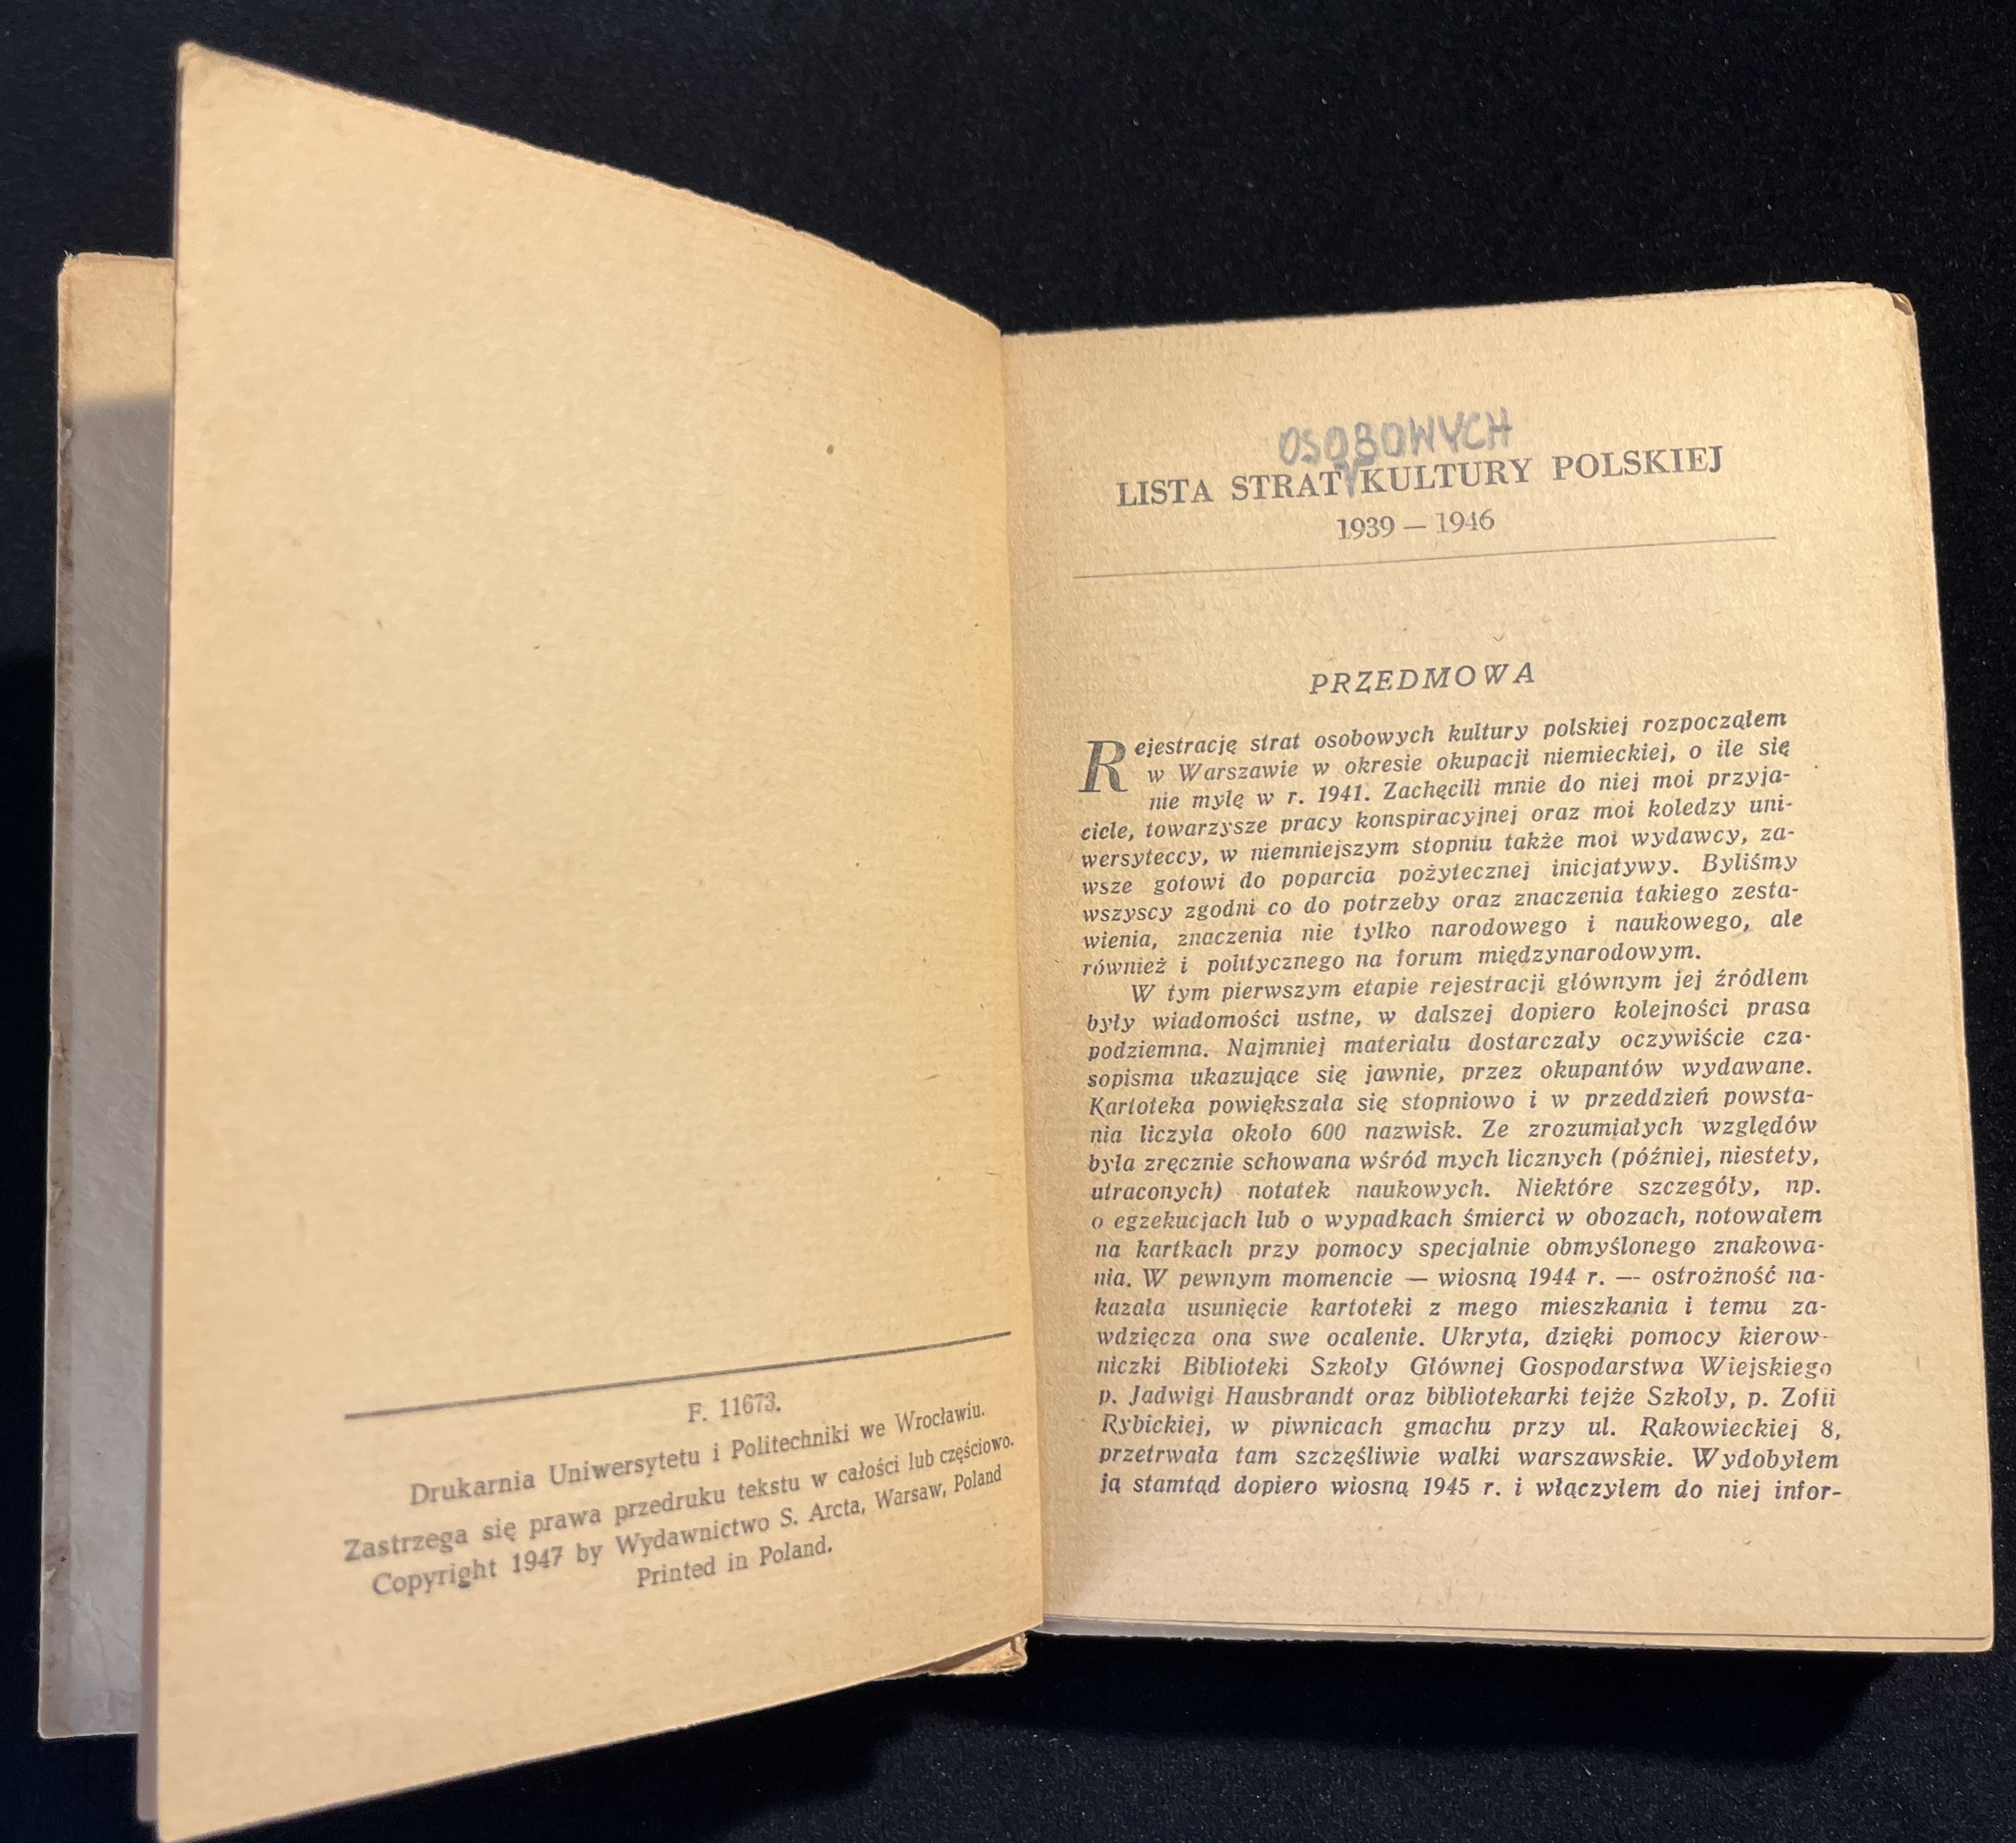 F. 11673.
Drukarnia Uniwersytetu i Politechniki we Wrocławiu.
Zastrzega się prawa przedruku tekstu w całości lub częściowo.
Copyright 1947 by Wydawnictwo S. Arcta, Warsaw, Poland
Printed in Poland.
OSOBOWYCH
LISTA STRAT KULTURY POLSKIEJ
1939 — 1946
PRZEDMOWA
Rejestrację strat osobowych kultury polskiej rozpocząłem
w Warszawie w okresie okupacji niemieckiej, o ile się
nie mylę w r. 1941. Zachęcili mnie do niej moi przyja-
ciele, towarzysze pracy konspiracyjnej oraz moi koledzy uni-
wersyteccy, w niemniejszym stopniu także moi wydawcy, za-
wsze gotowi do poparcia pożytecznej inicjatywy. Byliśmy
wszyscy zgodni co do potrzeby oraz znaczenia takiego zesta-
wienia, znaczenia nie tylko narodowego i naukowego, ale
również i politycznego na forum międzynarodowym.
W tym pierwszym etapie rejestracji głównym jej źródłem
były wiadomości ustne, w dalszej dopiero kolejności prasa
podziemna. Najmniej materiału dostarczały oczywiście cza-
sopisma ukazujące się jawnie, przez okupantów wydawane.
Kartoteka powiększała się stopniowo i w przeddzień powsta-
nia liczyła około 600 nazwisk. Ze zrozumiałych względów
była zręcznie schowana wśród mych licznych (później, niestety,
utraconych) notatek naukowych. Niektóre szczegóły, np.
o egzekucjach lub o wypadkach śmierci w obozach, notowałem
na kartkach przy pomocy specjalnie obmyślonego znakowa-
nia. W pewnym momencie — wiosną 1944 r. — ostrożność na-
kazała usunięcie kartoteki z mego mieszkania i temu za-
wdzięcza ona swe ocalenie. Ukryta, dzięki pomocy kierow-
niczki Biblioteki Szkoły Głównej Gospodarstwa Wiejskiego
p. Jadwigi Hausbrandt oraz bibliotekarki tejże Szkoły, p. Zofii
Rybickiej, w piwnicach gmachu przy ul. Rakowieckiej 8,
przetrwała tam szczęśliwie walki warszawskie. Wydobyłem
ją stamtąd dopiero wiosną 1945 r. i włączyłem do niej infor-